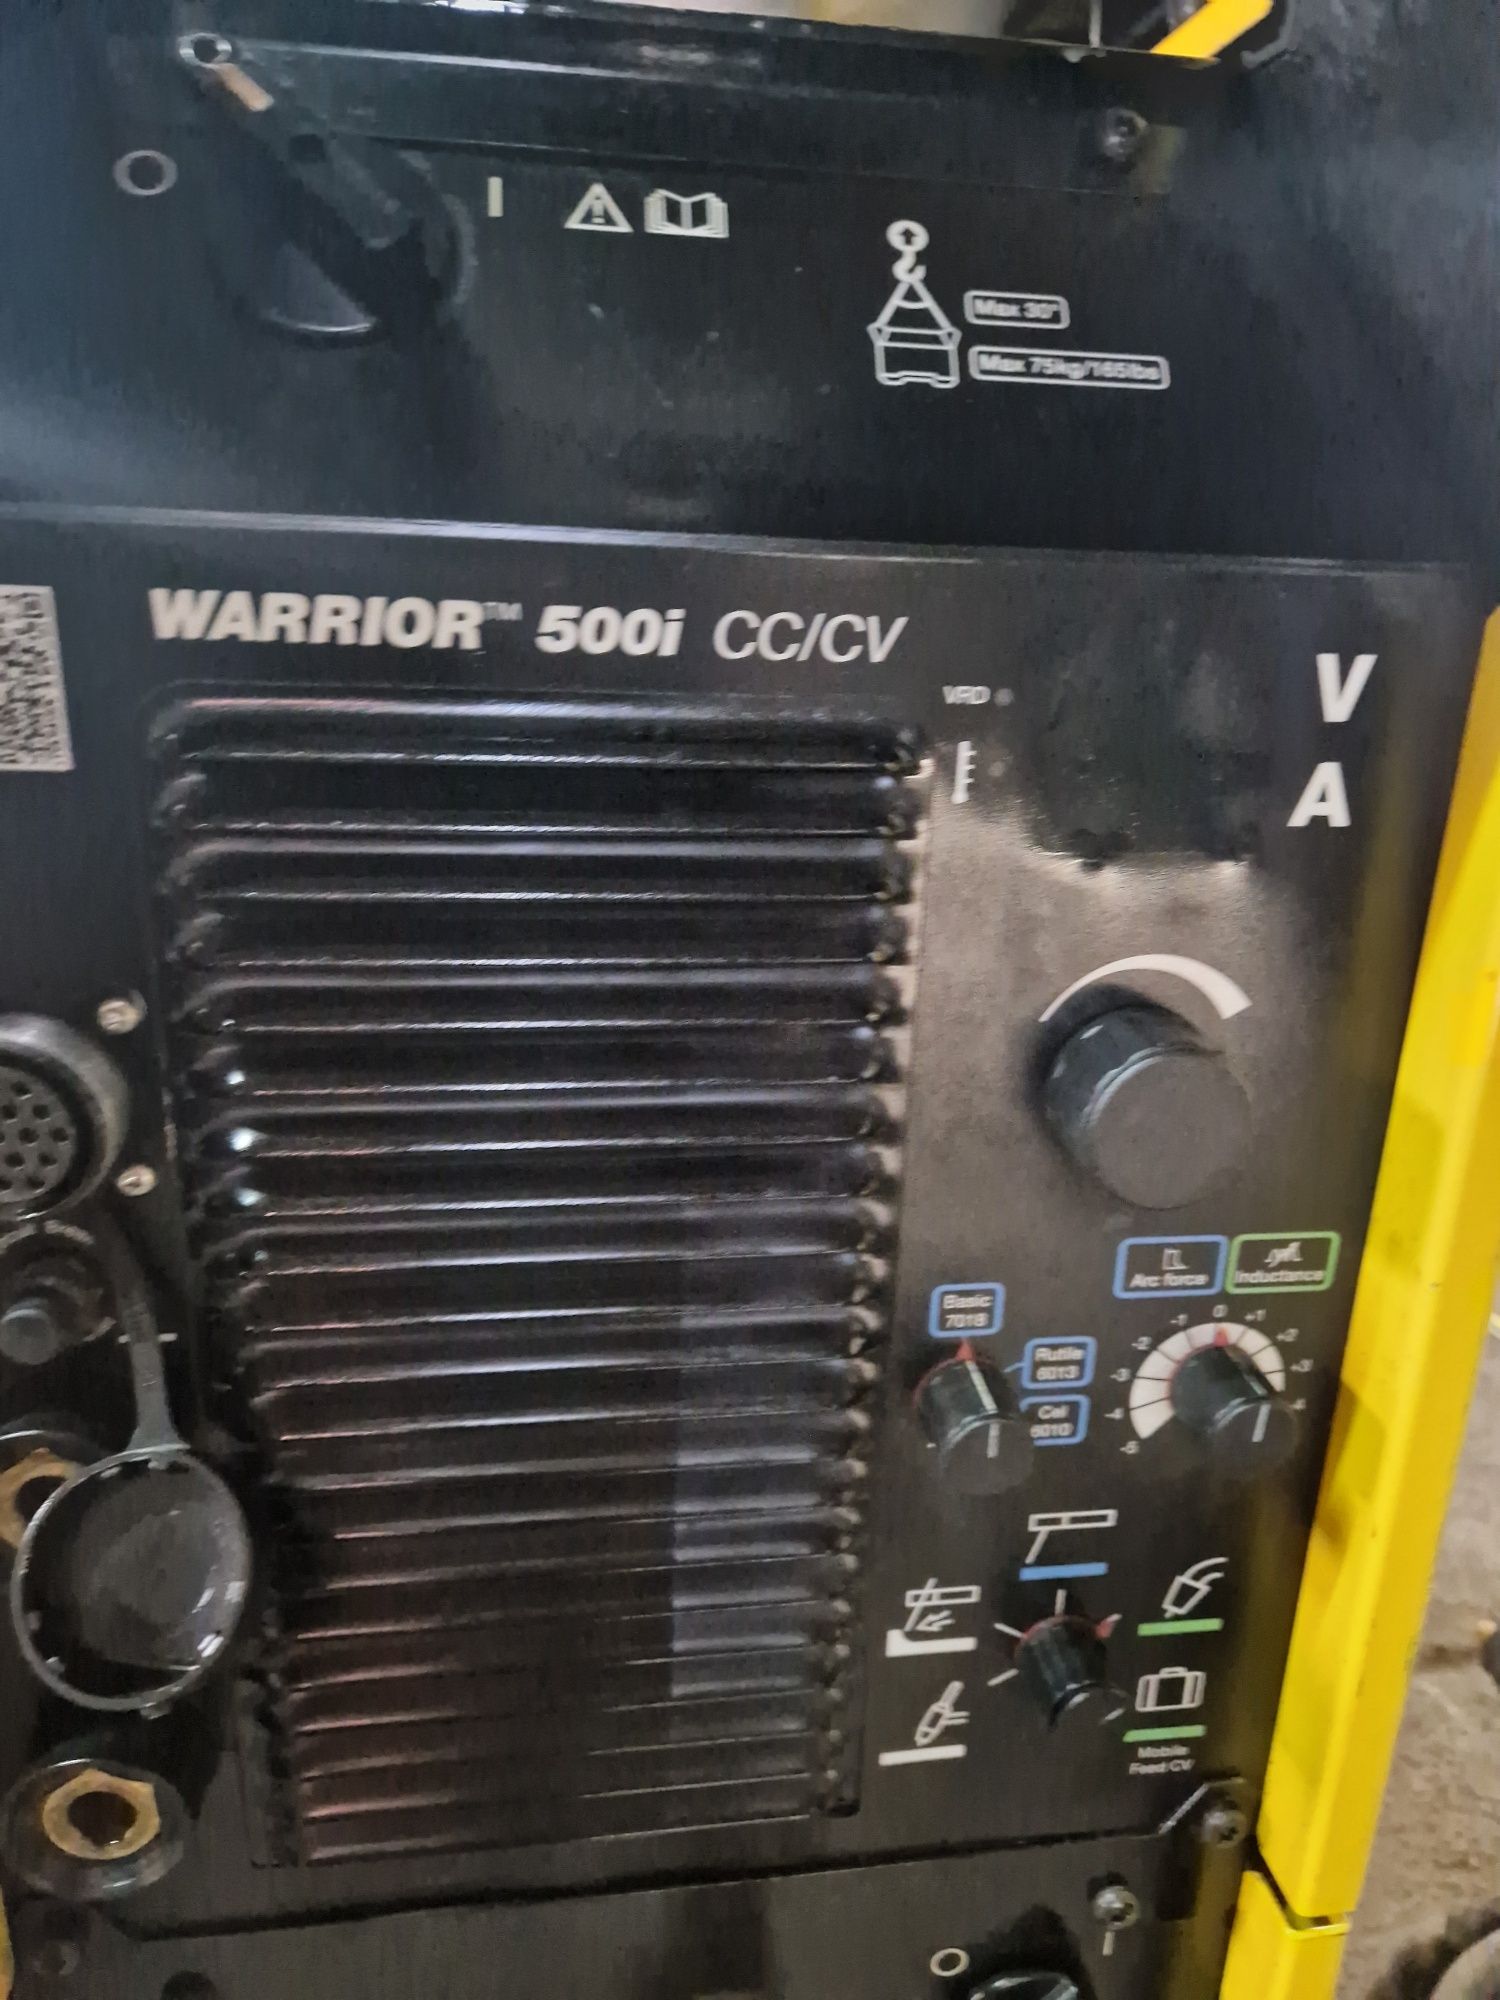 O
I
Max 30°
Max 75kg/165lbs
WARRIOR™ 500i CC/CV
VRD
V
A
Arc force
Inductance
Basic
7018
Rutile
6013
Cel
6010
-5
-4
-3
-2
-1
0
+1
+2
+3
Mobile
Feed CV
O
I